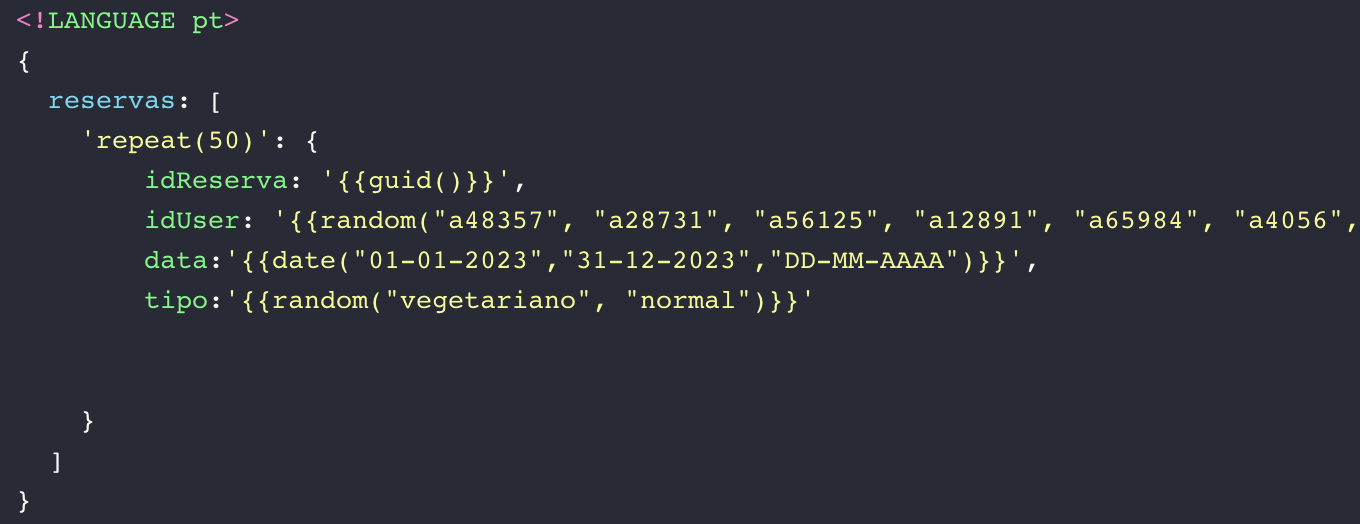 <!LANGUAGE pt>
{
  reservas: [
    'repeat(50)': {
        idReserva: '{{guid()}}',
        idUser: '{{random("a48357", "a28731", "a56125", "a12891", "a65984", "a4056",
        data:'{{date("01-01-2023","31-12-2023","DD-MM-AAAA")}}',
        tipo:'{{random("vegetariano", "normal")}}'
    }
  ]
}